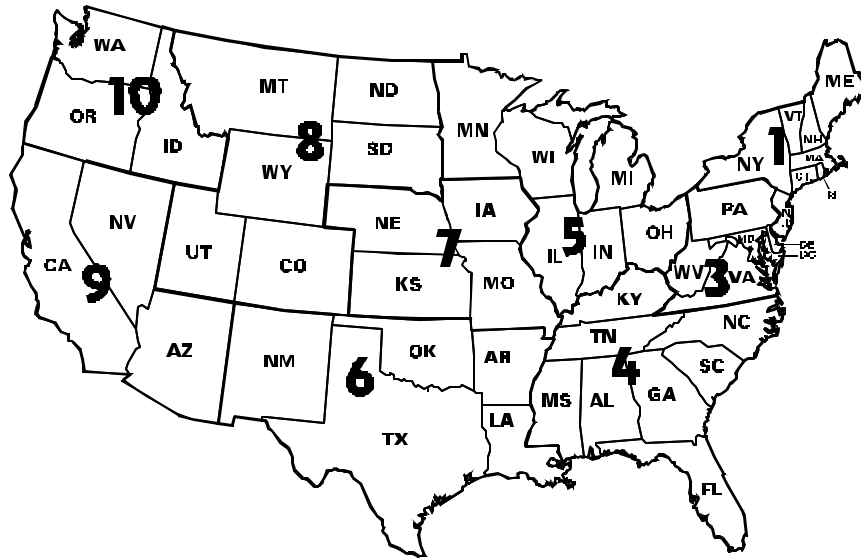 WA
MT
ND
MN
ME
OR
10
ID
8
SD
WI
MI
NY
1
VT
NH
MA
CT
RI
WY
NE
IA
PA
NJ
NV
UT
CO
7
KS
MO
IL
5
IN
OH
WV
3
VA
MD
DE
DC
CA
9
KY
AZ
NM
6
OK
AR
TN
4
NC
SC
MS
AL
GA
TX
LA
FL